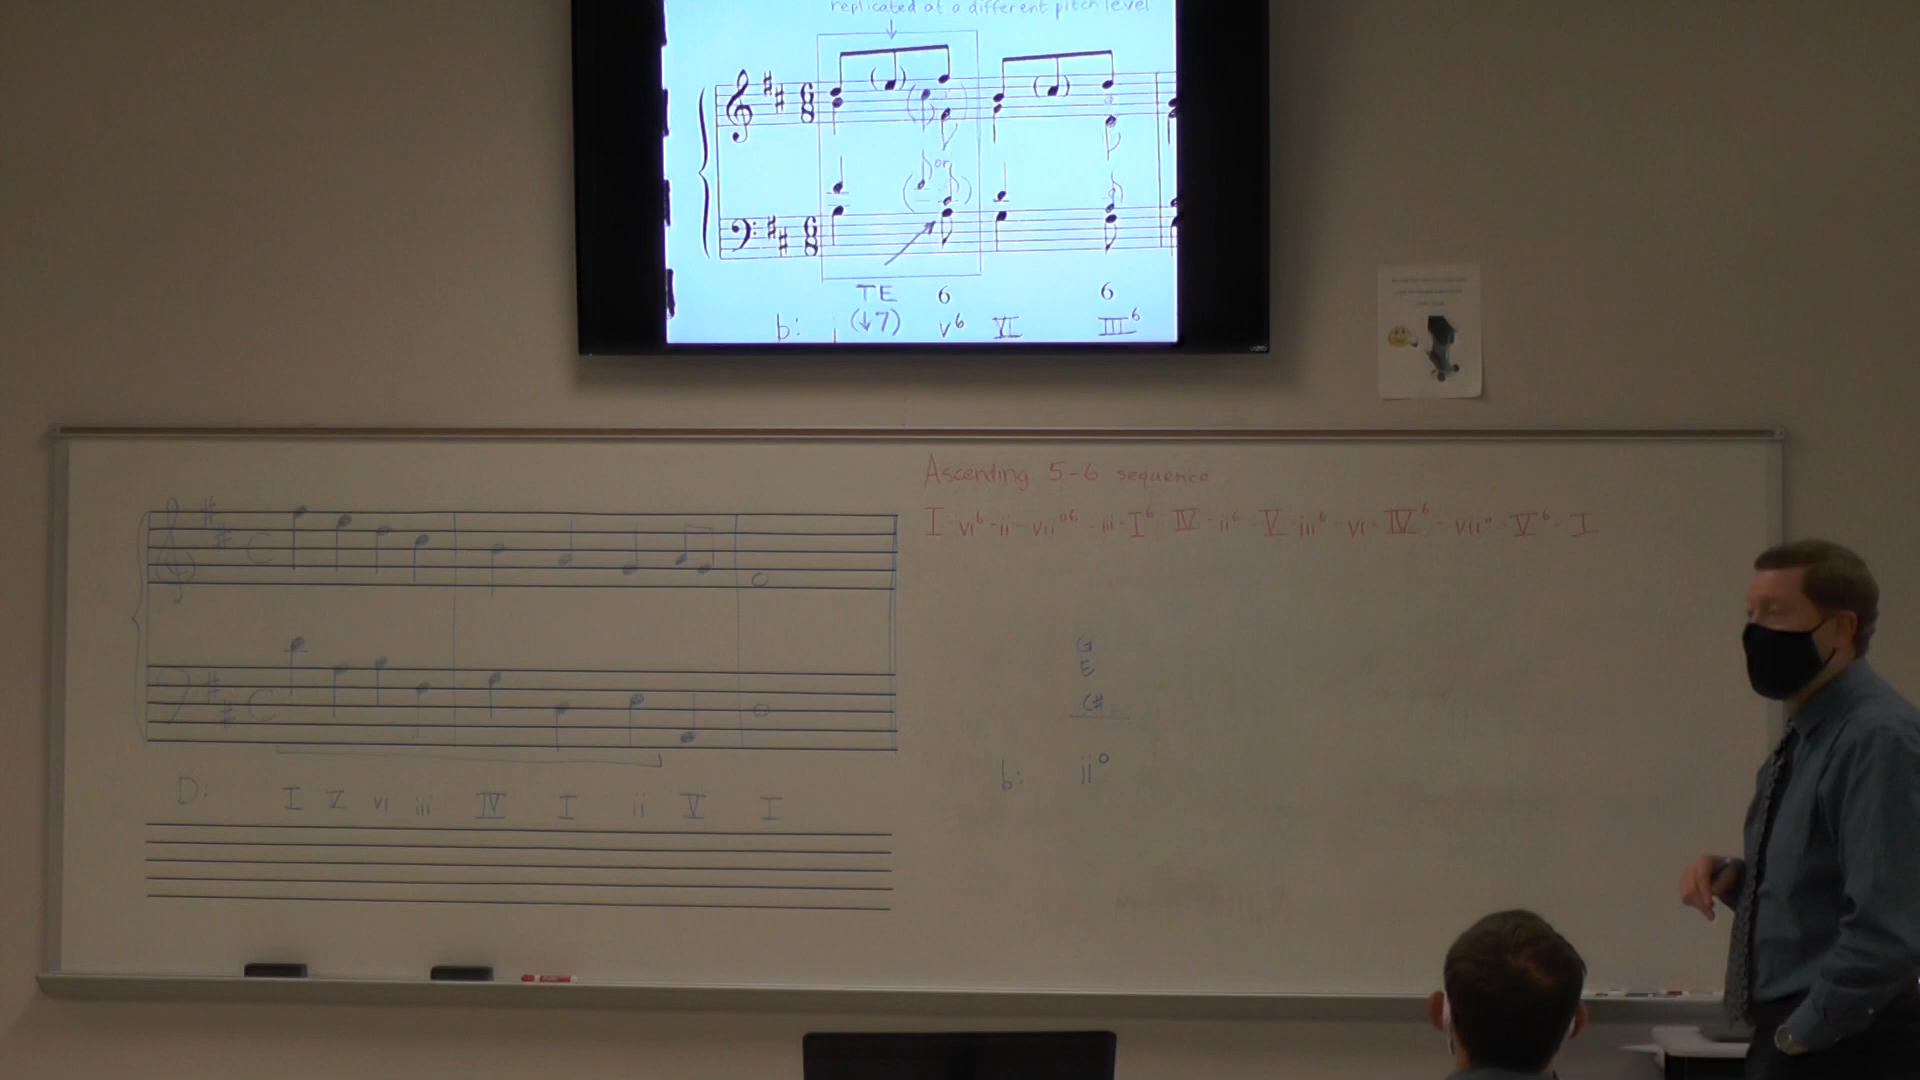 replicated at a different pitch level
or
TE 6 6
b: i (↓7) v⁶ VI III⁶
Ascending 5-6 sequence
I - vi⁶ - ii - vii°⁶ - iii - I⁶ IV - ii⁶ - V - iii⁶ - vi - IV⁶ - vii° - V⁶ - I
G
E
C#
b: ii°
D: I V vi iii IV I ii V I